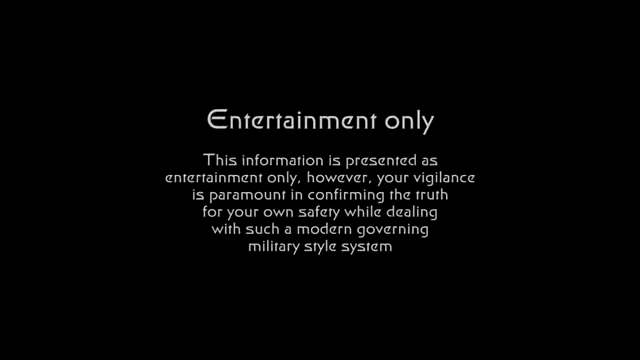 Entertainment only
This information is presented as
entertainment only, however, your vigilance
is paramount in confirming the truth
for your own safety while dealing
with such a modern governing
military style system